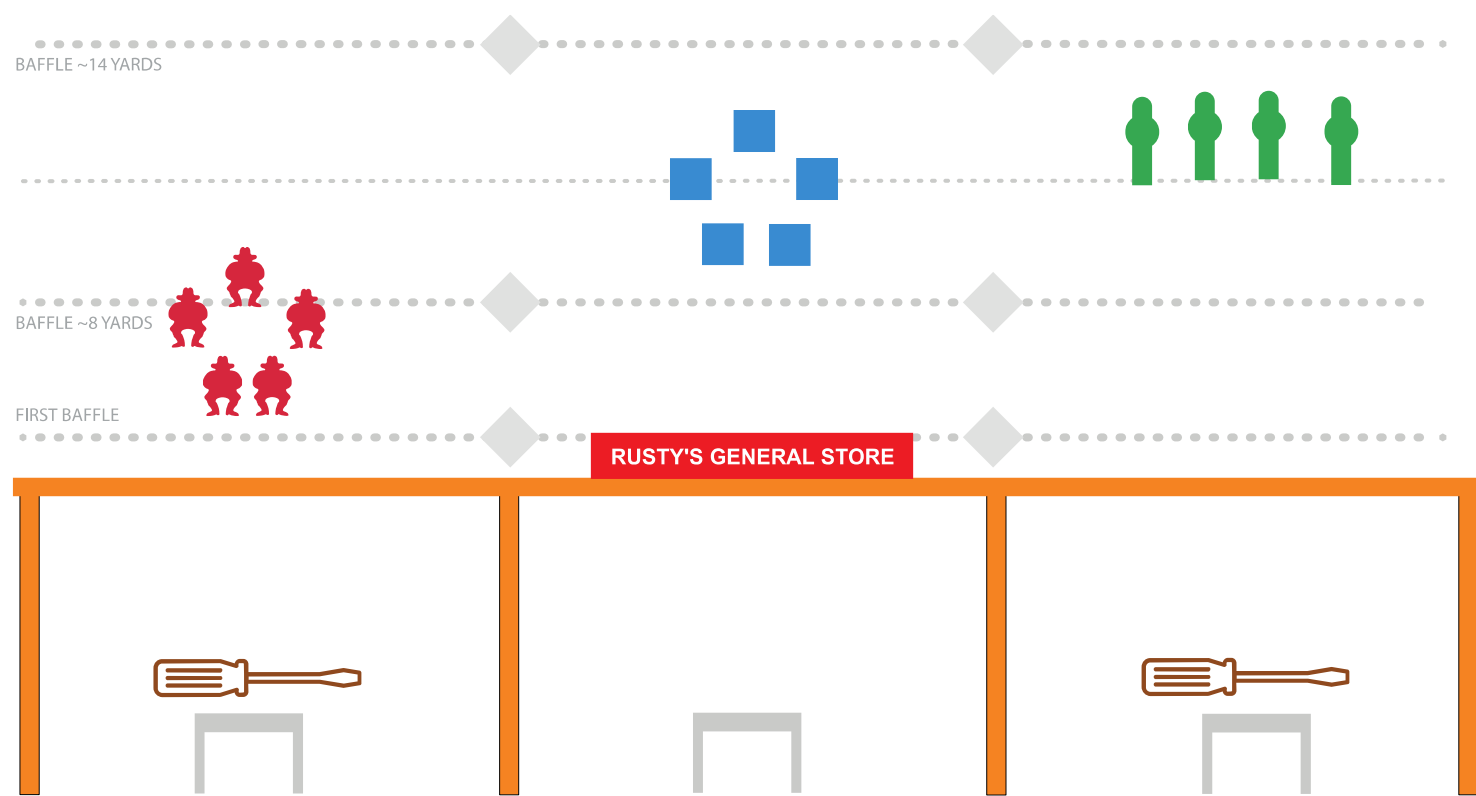 BAFFLE ~14 YARDS
BAFFLE ~8 YARDS
FIRST BAFFLE
RUSTY'S GENERAL STORE